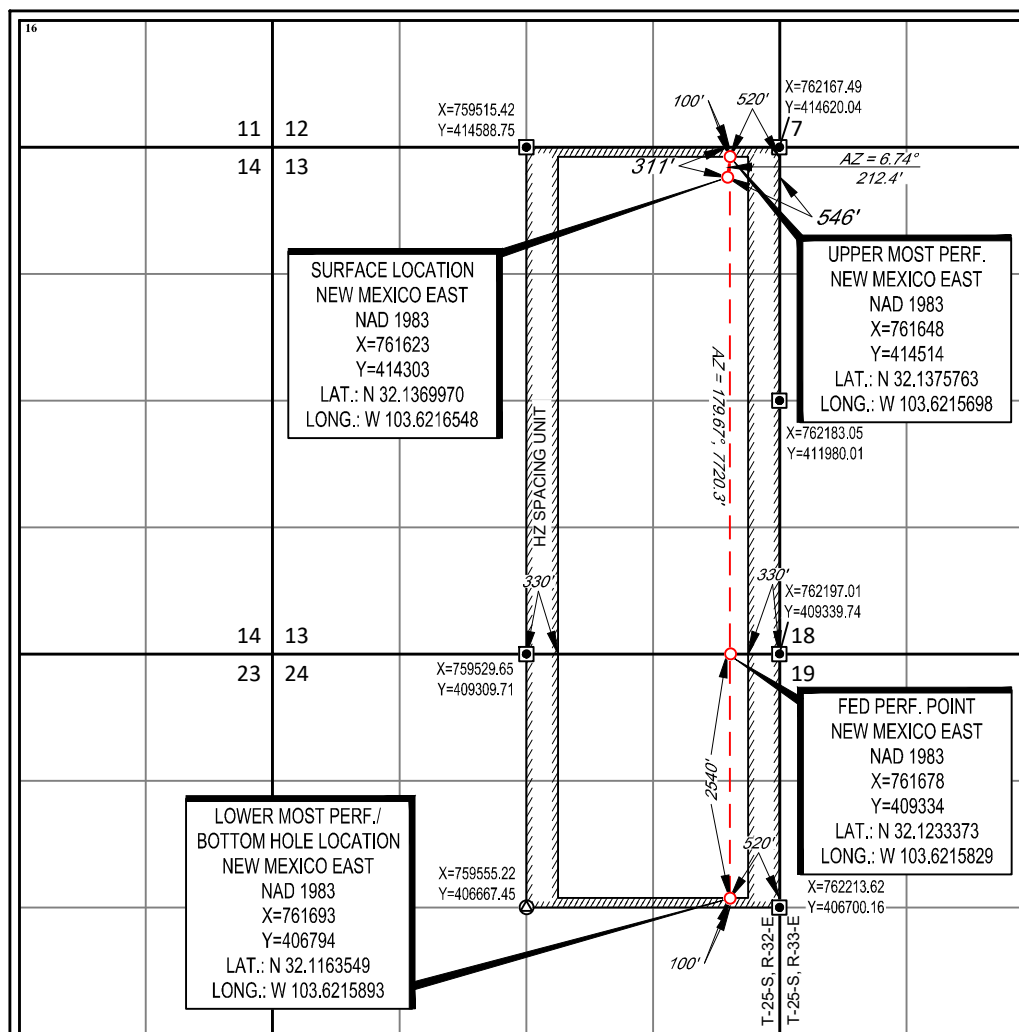 16
X=759515.42
Y=414588.75
100'
520'
X=762167.49
Y=414620.04
11 12
7
14 13
311'
AZ = 6.74°
212.4'
546'
SURFACE LOCATION
NEW MEXICO EAST
NAD 1983
X=761623
Y=414303
LAT.: N 32.1369970
LONG.: W 103.6216548
UPPER MOST PERF.
NEW MEXICO EAST
NAD 1983
X=761648
Y=414514
LAT.: N 32.1375763
LONG.: W 103.6215698
AZ = 179.67°, 7720.3'
X=762183.05
Y=411980.01
HZ SPACING UNIT
330'
330'
X=762197.01
Y=409339.74
14 13
18
23 24
19
X=759529.65
Y=409309.71
FED PERF. POINT
NEW MEXICO EAST
NAD 1983
X=761678
Y=409334
LAT.: N 32.1233373
LONG.: W 103.6215829
2540'
LOWER MOST PERF./
BOTTOM HOLE LOCATION
NEW MEXICO EAST
NAD 1983
X=761693
Y=406794
LAT.: N 32.1163549
LONG.: W 103.6215893
520'
X=759555.22
Y=406667.45
X=762213.62
Y=406700.16
100'
T-25-S, R-32-E
T-25-S, R-33-E